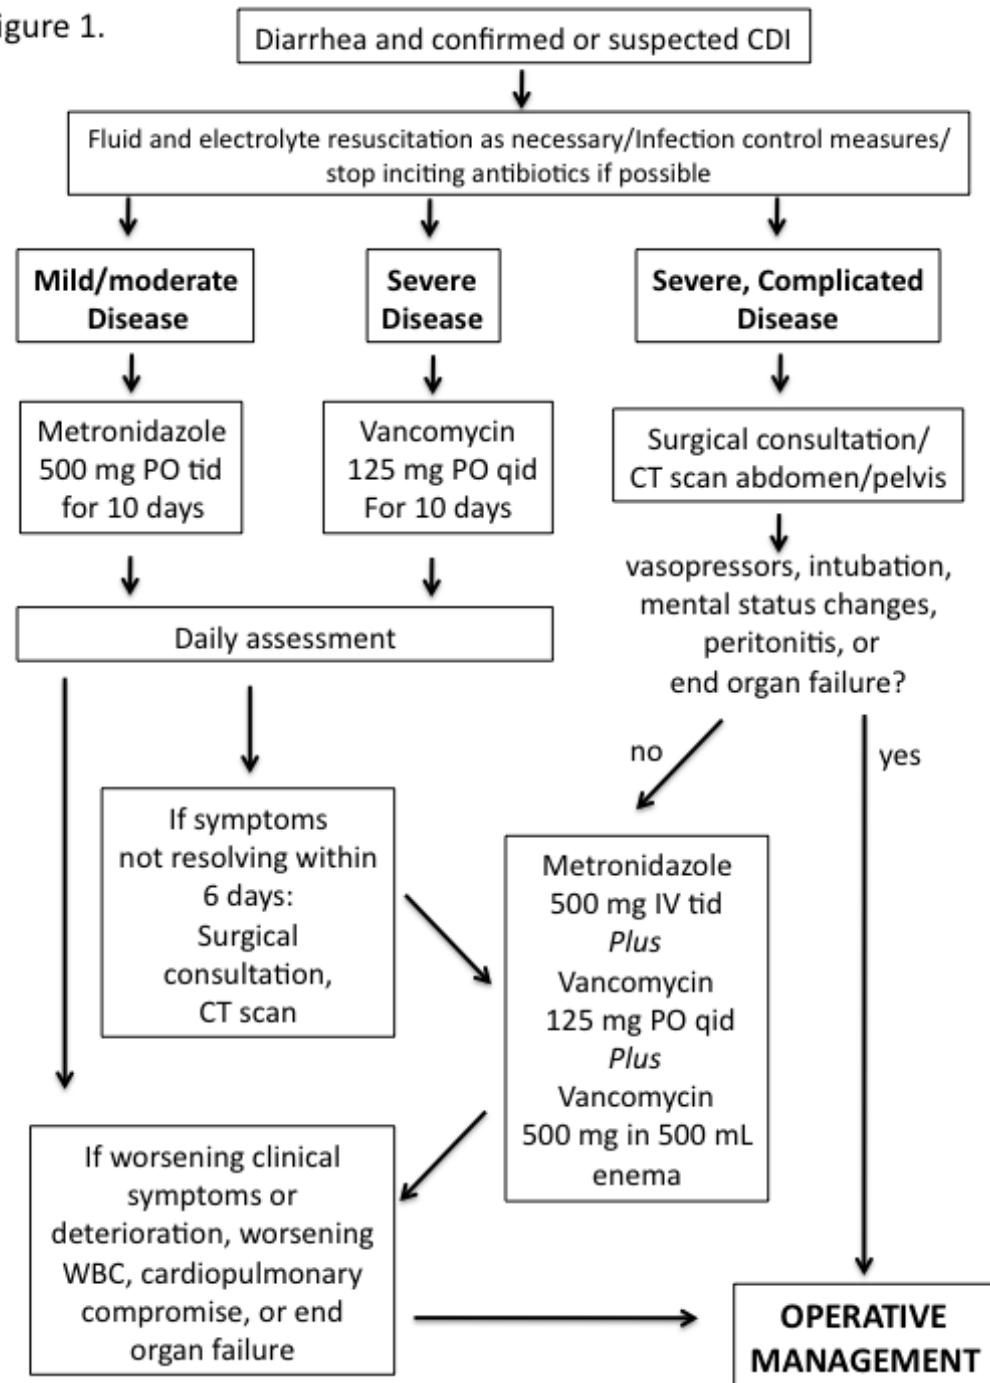 igure 1.
Diarrhea and confirmed or suspected CDI
Fluid and electrolyte resuscitation as necessary/Infection control measures/
stop inciting antibiotics if possible
Mild/moderate
Disease
Severe
Disease
Severe, Complicated
Disease
Metronidazole
500 mg PO tid
for 10 days
Vancomycin
125 mg PO qid
For 10 days
Surgical consultation/
CT scan abdomen/pelvis
Daily assessment
vasopressors, intubation,
mental status changes,
peritonitis, or
end organ failure?
no
yes
If symptoms
not resolving within
6 days:
Surgical
consultation,
CT scan
Metronidazole
500 mg IV tid
Plus
Vancomycin
125 mg PO qid
Plus
Vancomycin
500 mg in 500 mL
enema
If worsening clinical
symptoms or
deterioration, worsening
WBC, cardiopulmonary
compromise, or end
organ failure
OPERATIVE
MANAGEMENT